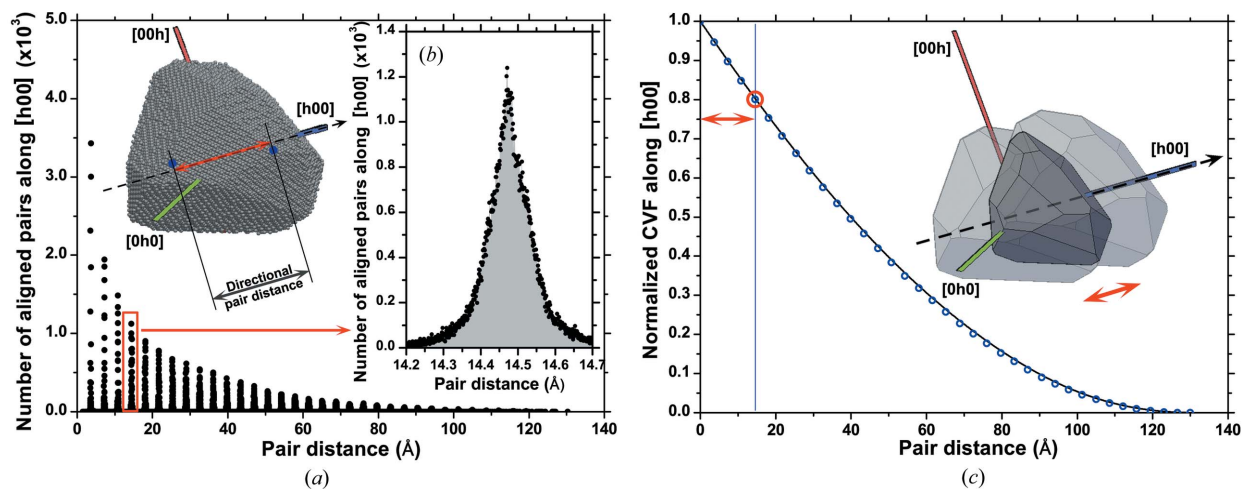 (a)
Number of aligned pairs along [h00] (x10³)
5.0
4.0
3.0
2.0
1.0
0.0
0 20 40 60 80 100 120 140
Pair distance (Å)
[00h]
[h00]
[0h0]
Directional
pair distance
(b)
Number of aligned pairs along [h00] (x10³)
1.6
1.4
1.2
1.0
0.8
0.6
0.4
0.2
0.0
14.2 14.3 14.4 14.5 14.6 14.7
Pair distance (Å)
Normalized CVF along [h00]
1.0
0.9
0.8
0.7
0.6
0.5
0.4
0.3
0.2
0.1
0.0
0 20 40 60 80 100 120 140
Pair distance (Å)
[00h]
[h00]
[0h0]
(c)